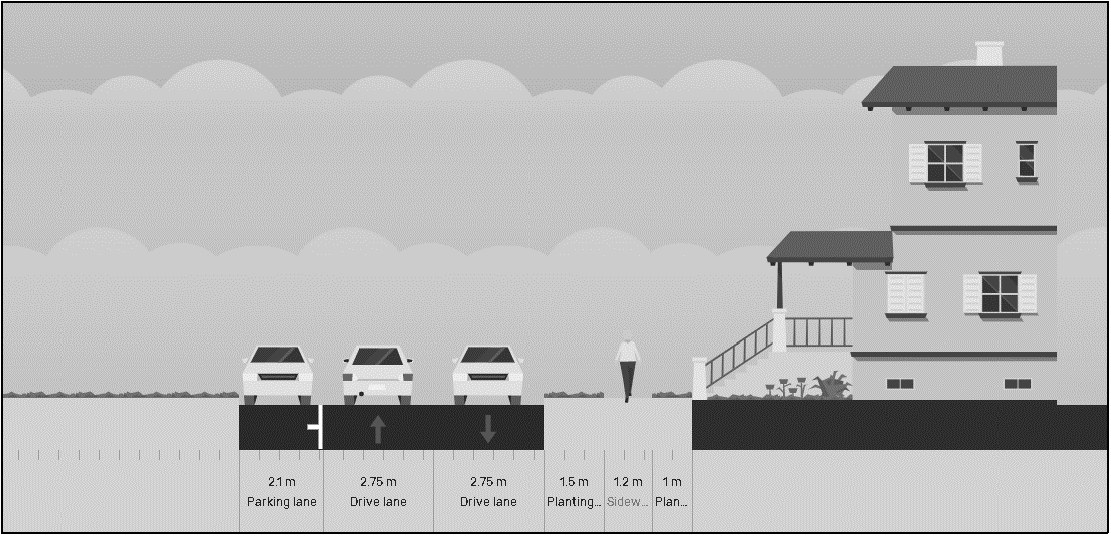 2.1 m
Parking lane
2.75 m
Drive lane
2.75 m
Drive lane
1.5 m
Planting...
1.2 m
Sidew...
1 m
Plan...